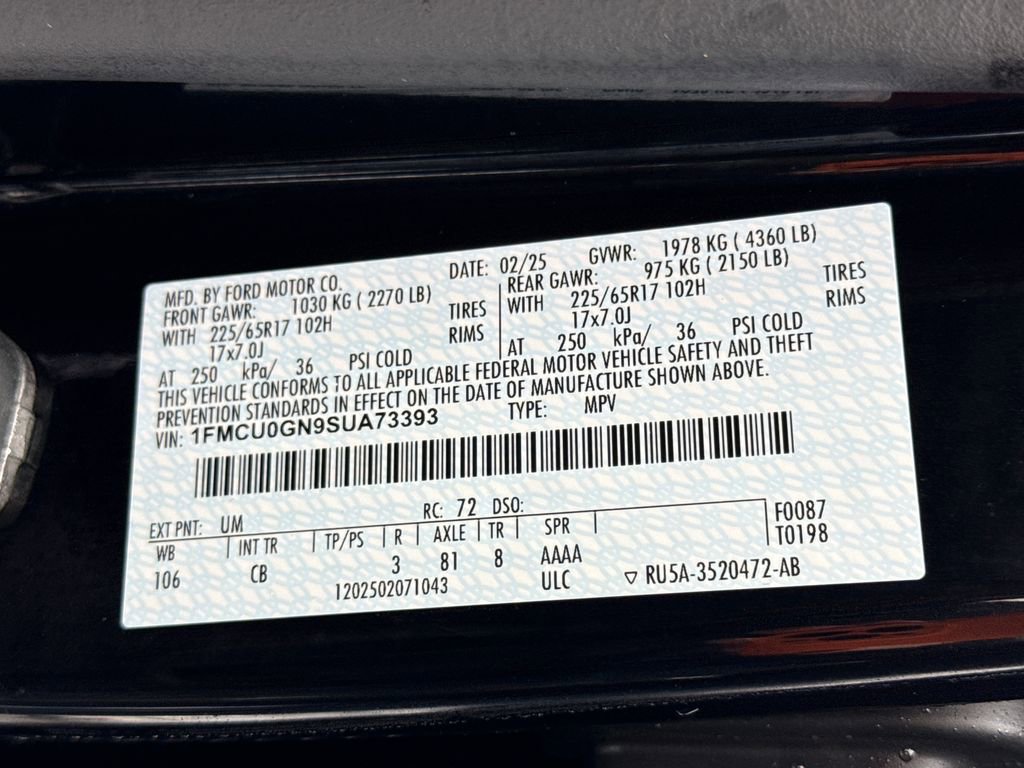 MFD. BY FORD MOTOR CO. DATE: 02/25 GVWR: 1978 KG ( 4360 LB)
FRONT GAWR: 1030 KG ( 2270 LB) REAR GAWR: 975 KG ( 2150 LB)
WITH 225/65R17 102H TIRES WITH 225/65R17 102H TIRES
17x7.0J RIMS 17x7.0J RIMS
AT 250 kPa/ 36 PSI COLD AT 250 kPa/ 36 PSI COLD
THIS VEHICLE CONFORMS TO ALL APPLICABLE FEDERAL MOTOR VEHICLE SAFETY AND THEFT
PREVENTION STANDARDS IN EFFECT ON THE DATE OF MANUFACTURE SHOWN ABOVE.
VIN: 1FMCU0GN9SUA73393 TYPE: MPV
EXT PNT: UM RC: 72 DSO: F0087
WB INT TR TP/PS R AXLE TR SPR T0198
106 CB 3 81 8 AAAA
1202502071043 ULC ▽ RU5A-3520472-AB